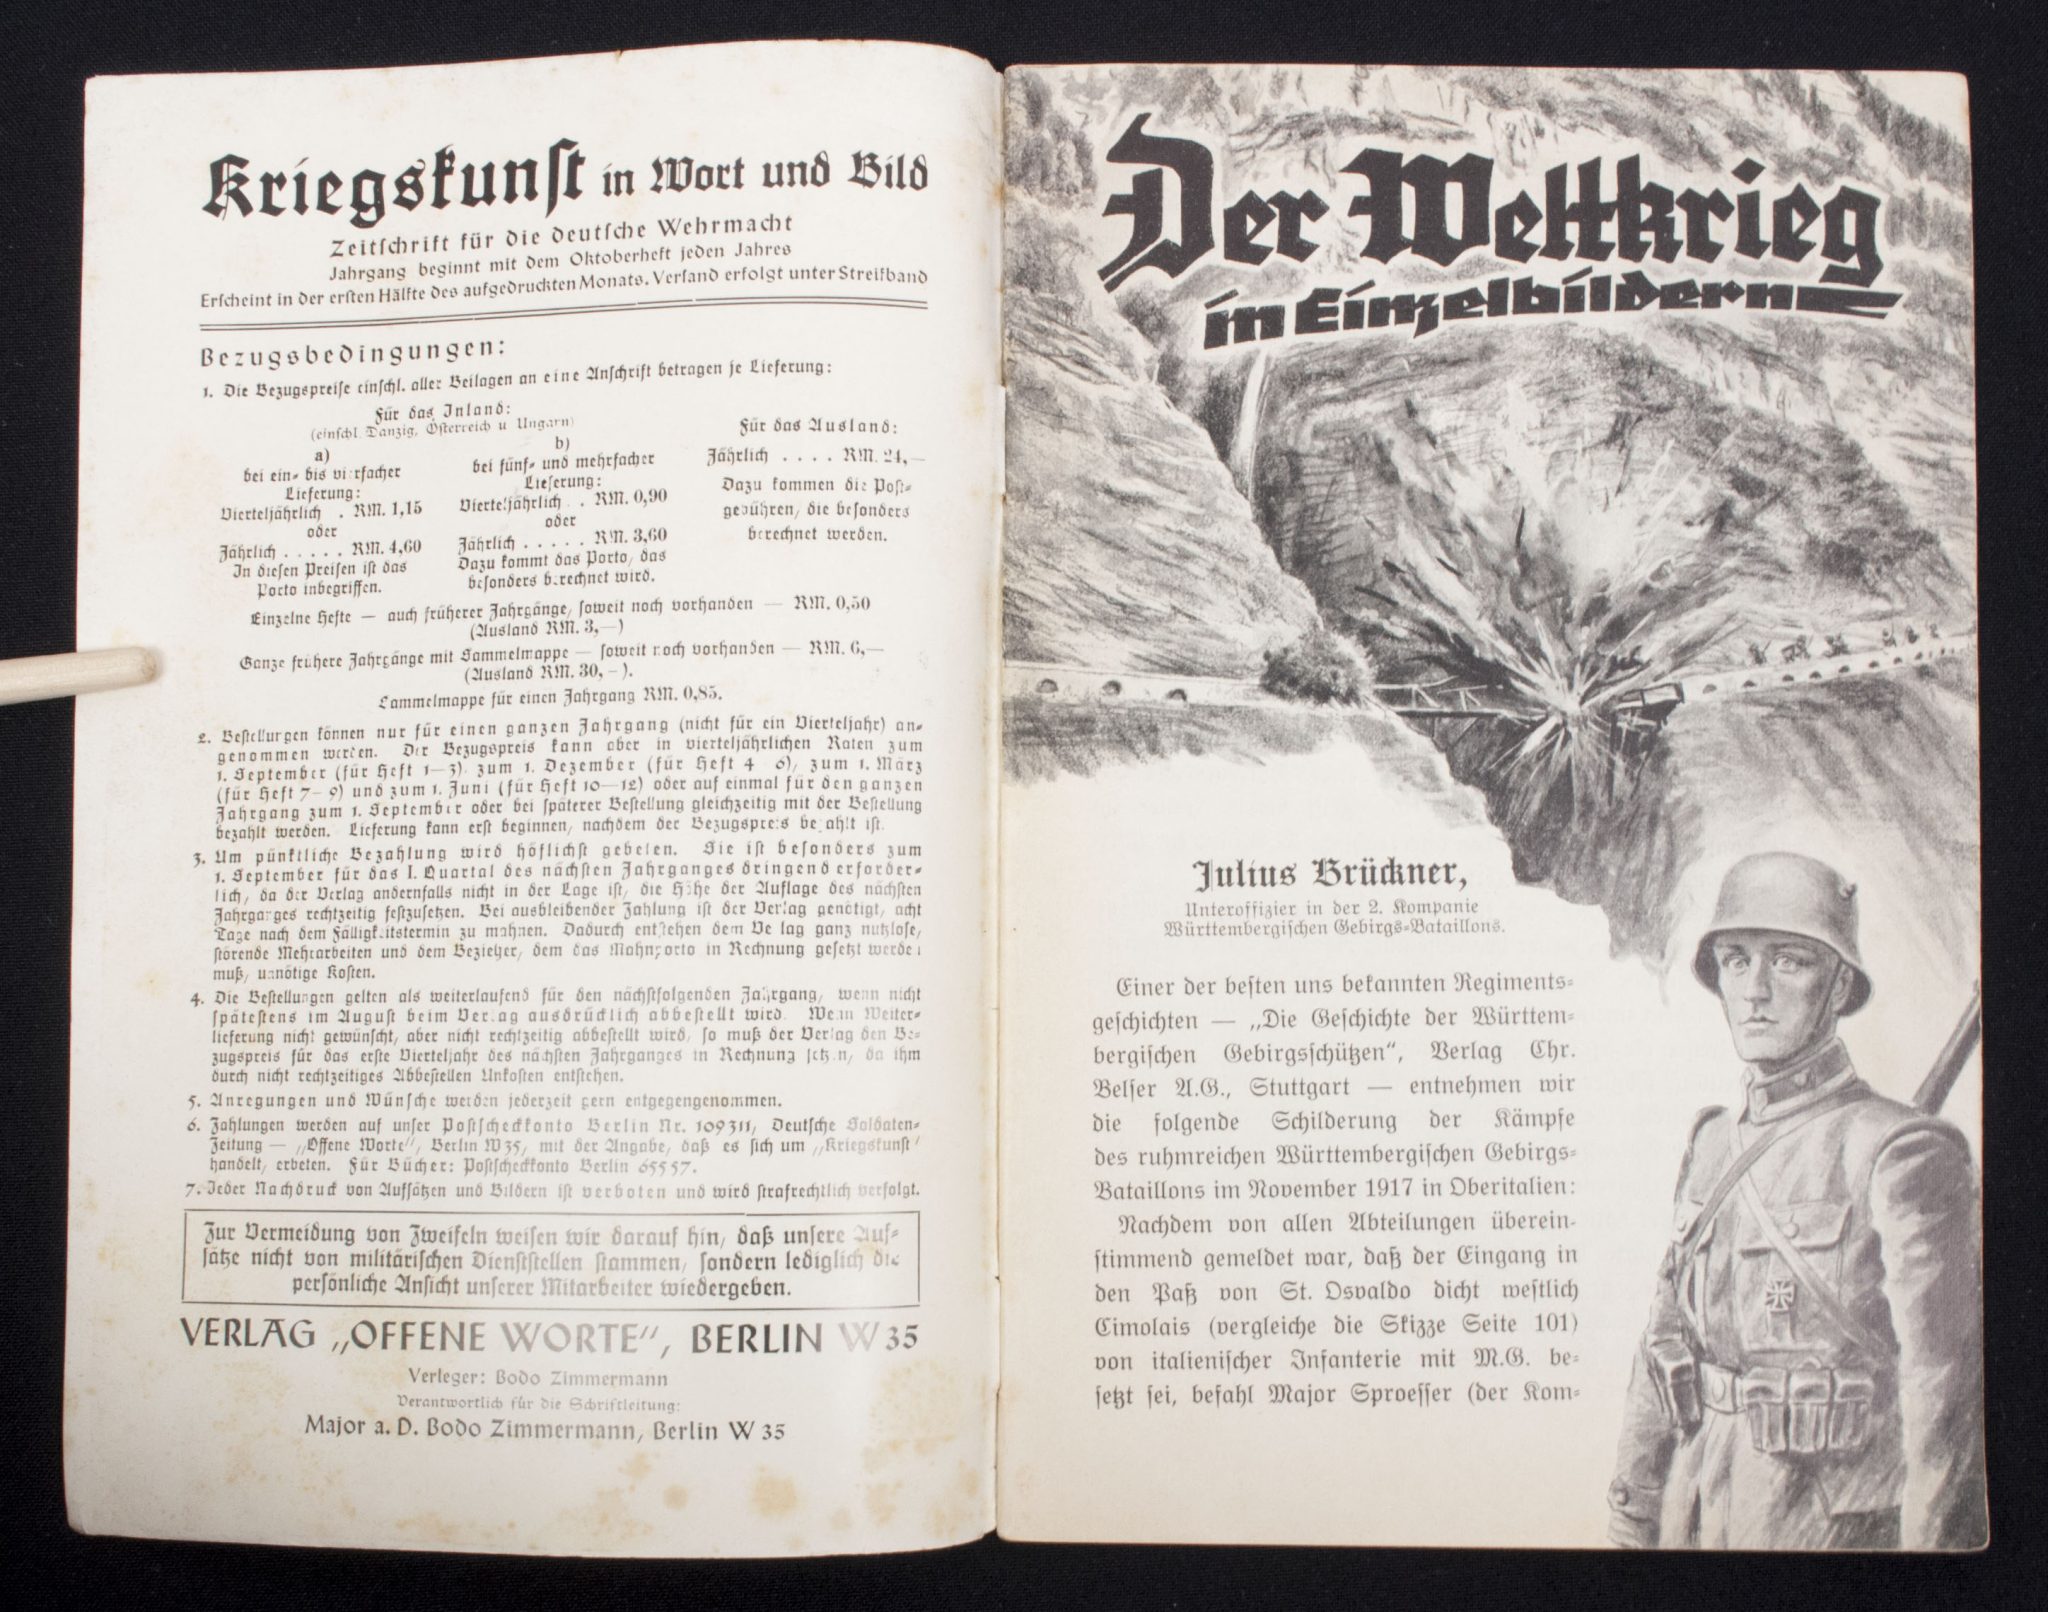 Kriegskunst in Wort und Bild
Zeitschrift für die deutsche Wehrmacht
Jahrgang beginnt mit dem Oktoberheft jeden Jahres
Erscheint in der ersten Hälfte des aufgedruckten Monats. Versand erfolgt unter Streifband
Bezugsbedingungen:
1. Die Bezugspreise einschl. aller Beilagen an eine Anschrift betragen je Lieferung:
Für das Inland:
(einschl. Danzig, Österreich u Ungarn)
a)
bei ein- bis vierfacher
Lieferung:
Vierteljährlich . RM. 1,15
oder
Jährlich . . . . . RM. 4,60
In diesen Preisen ist das
Porto inbegriffen.
b)
bei fünf- und mehrfacher
Lieferung:
Vierteljährlich . . RM. 0,90
oder
Jährlich . . . . . RM. 3,60
Dazu kommt das Porto, das
besonders berechnet wird.
Für das Ausland:
Jährlich . . . . RM. 24,—
Dazu kommen die Post-
gebühren, die besonders
berechnet werden.
Einzelne Hefte — auch früherer Jahrgänge, soweit noch vorhanden — RM. 0,50
(Ausland RM. 3,—)
Ganze frühere Jahrgänge mit Sammelmappe — soweit noch vorhanden — RM. 6,—
(Ausland RM. 30,–).
Sammelmappe für einen Jahrgang RM. 0,85.
2. Bestellungen können nur für einen ganzen Jahrgang (nicht für ein Vierteljahr) an-
genommen werden. Der Bezugspreis kann aber in vierteljährlichen Raten zum
1. September (für Heft 1—3), zum 1. Dezember (für Heft 4 6), zum 1. März
(für Heft 7—9) und zum 1. Juni (für Heft 10—12) oder auf einmal für den ganzen
Jahrgang zum 1. September oder bei späterer Bestellung gleichzeitig mit der Bestellung
bezahlt werden. Lieferung kann erst beginnen, nachdem der Bezugspreis bezahlt ist.
3. Um pünktliche Bezahlung wird höflichst gebeten. Sie ist besonders zum
1. September für das I. Quartal des nächsten Jahrganges dringend erforder-
lich, da der Verlag andernfalls nicht in der Lage ist, die Höhe der Auflage des nächsten
Jahrganges rechtzeitig festzusetzen. Bei ausbleibender Zahlung ist der Verlag genötigt, acht
Tage nach dem Fälligkeitstermin zu mahnen. Dadurch entstehen dem Verlag ganz nutzlose,
störende Mehrarbeiten und dem Bezieher, dem das Mahnporto in Rechnung gesetzt werden
muß, unnötige Kosten.
4. Die Bestellungen gelten als weiterlaufend für den nächstfolgenden Jahrgang, wenn nicht
spätestens im August beim Verlag ausdrücklich abbestellt wird. Wenn Weiter-
lieferung nicht gewünscht, aber nicht rechtzeitig abbestellt wird, so muß der Verlag den Be-
zugspreis für das erste Vierteljahr des nächsten Jahrganges in Rechnung setzen, da ihm
durch nicht rechtzeitiges Abbestellen Unkosten entstehen.
5. Anregungen und Wünsche werden jederzeit gern entgegengenommen.
6. Zahlungen werden auf unser Postscheckkonto Berlin Nr. 109311, Deutsche Soldaten-
Zeitung — „Offene Worte“, Berlin W35, mit der Angabe, daß es sich um „Kriegskunst“
handelt, erbeten. Für Bücher: Postscheckkonto Berlin 65557.
7. Jeder Nachdruck von Aufsätzen und Bildern ist verboten und wird strafrechtlich verfolgt.
Zur Vermeidung von Zweifeln weisen wir darauf hin, daß unsere Auf-
sätze nicht von militärischen Dienststellen stammen, sondern lediglich die
persönliche Ansicht unserer Mitarbeiter wiedergeben.
VERLAG „OFFENE WORTE“, BERLIN W 35
Verleger: Bodo Zimmermann
Verantwortlich für die Schriftleitung:
Major a. D. Bodo Zimmermann, Berlin W 35
Der Weltkrieg
in Einzelbildern
Julius Brückner,
Unteroffizier in der 2. Kompanie
Württembergischen Gebirgs-Bataillons.
Einer der besten uns bekannten Regiments-
geschichten — „Die Geschichte der Württem-
bergischen Gebirgsschützen“, Verlag Chr.
Belser A.G., Stuttgart — entnehmen wir
die folgende Schilderung der Kämpfe
des ruhmreichen Württembergischen Gebirgs-
Bataillons im November 1917 in Oberitalien:
Nachdem von allen Abteilungen überein-
stimmend gemeldet war, daß der Eingang in
den Paß von St. Osvaldo dicht westlich
Cimolais (vergleiche die Skizze Seite 101)
von italienischer Infanterie mit M.G. be-
setzt sei, befahl Major Sproesser (der Kom-